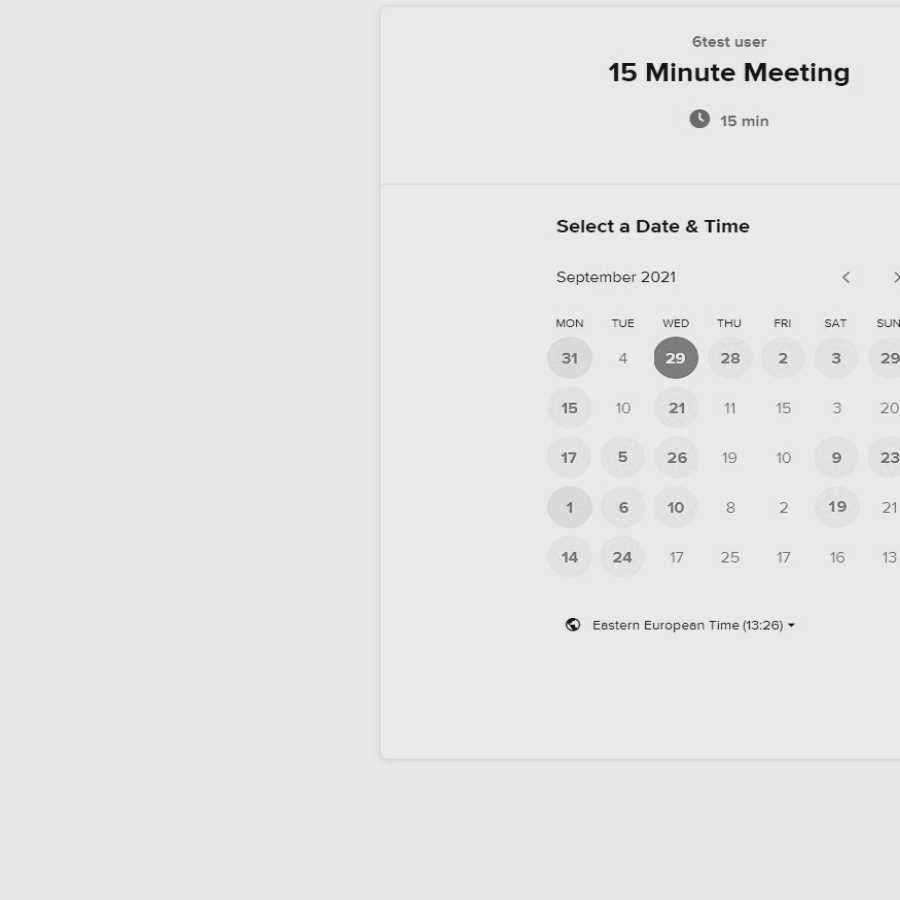 6test user
15 Minute Meeting
15 min
Select a Date & Time
September 2021
MON TUE WED THU FRI SAT SUN
31 4 29 28 2 3 29
15 10 21 11 15 3 20
17 5 26 19 10 9 23
1 6 10 8 2 19 21
14 24 17 25 17 16 13
Eastern European Time (13:26)